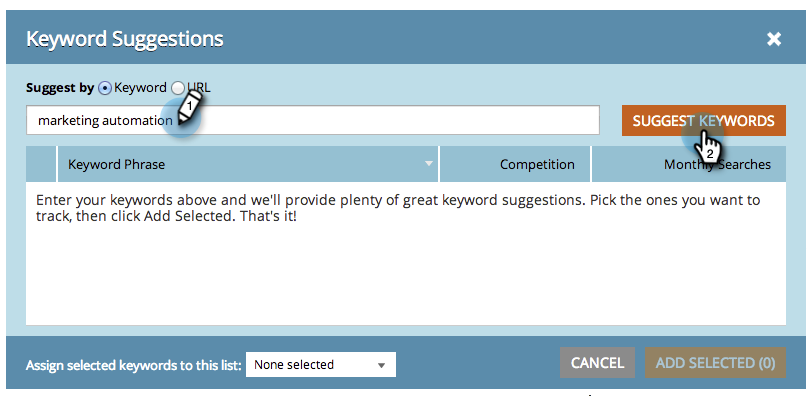 Keyword Suggestions
Suggest by Keyword URL
1
marketing automation
SUGGEST KEYWORDS
2
Keyword Phrase Competition Monthly Searches
Enter your keywords above and we'll provide plenty of great keyword suggestions. Pick the ones you want to
track, then click Add Selected. That's it!
Assign selected keywords to this list: None selected CANCEL ADD SELECTED (0)